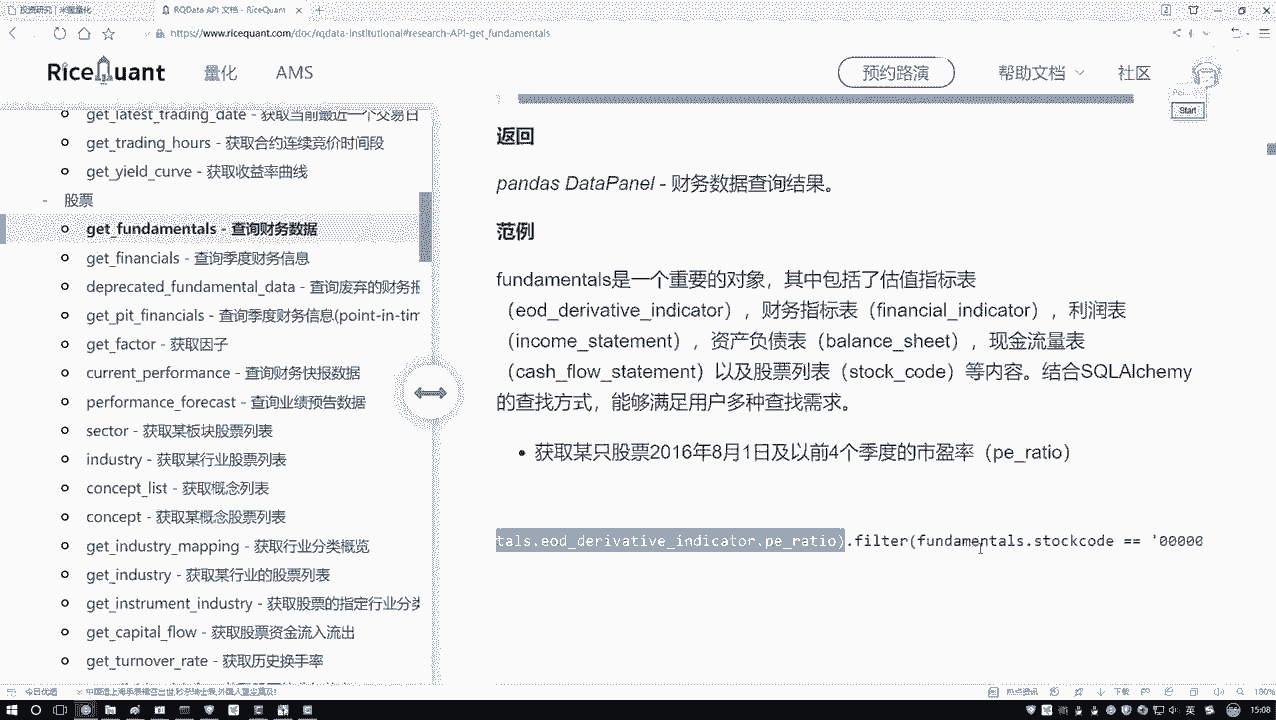 投资研究 | 米筐量化
RQData API 文档 - RiceQuant
https://www.ricequant.com/doc/rqdata-institutional#research-API-get_fundamentals
RiceQuant
量化
AMS
预约路演
帮助文档
社区
Start
get_latest_trading_date - 获取当前最近一个交易日
get_trading_hours - 获取合约连续竞价时间段
get_yield_curve - 获取收益率曲线
- 股票
get_fundamentals - 查询财务数据
get_financials - 查询季度财务信息
deprecated_fundamental_data - 查询废弃的财务报
get_pit_financials - 查询季度财务信息(point-in-tim
get_factor - 获取因子
current_performance - 查询财务快报数据
performance_forecast - 查询业绩预告数据
sector - 获取某板块股票列表
industry - 获取某行业股票列表
concept_list - 获取概念列表
concept - 获取某概念股票列表
get_industry_mapping - 获取行业分类概览
get_industry - 获取某行业的股票列表
get_instrument_industry - 获取股票的指定行业分类
get_capital_flow - 获取股票资金流入流出
get_turnover_rate - 获取历史换手率
返回
pandas DataPanel - 财务数据查询结果。
范例
fundamentals是一个重要的对象，其中包括了估值指标表
（eod_derivative_indicator），财务指标表（financial_indicator），利润表
（income_statement），资产负债表（balance_sheet），现金流量表
（cash_flow_statement）以及股票列表（stock_code）等内容。结合SQLAlchemy
的查找方式，能够满足用户多种查找需求。
• 获取某只股票2016年8月1日及以前4个季度的市盈率（pe_ratio）
tals.eod_derivative_indicator.pe_ratio).filter(fundamentals.stockcode == '00000
今日优选
热点资讯
下载
180%
英
15:08